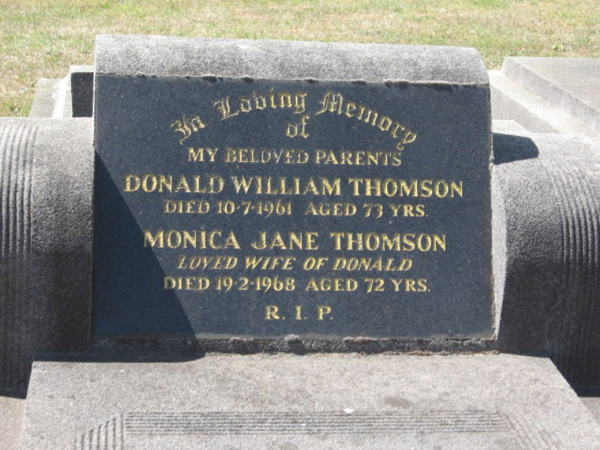 In Loving Memory
of
MY BELOVED PARENTS
DONALD WILLIAM THOMSON
DIED 10-7-1961 AGED 73 YRS.
MONICA JANE THOMSON
LOVED WIFE OF DONALD
DIED 19-2-1968 AGED 72 YRS.
R. I. P.